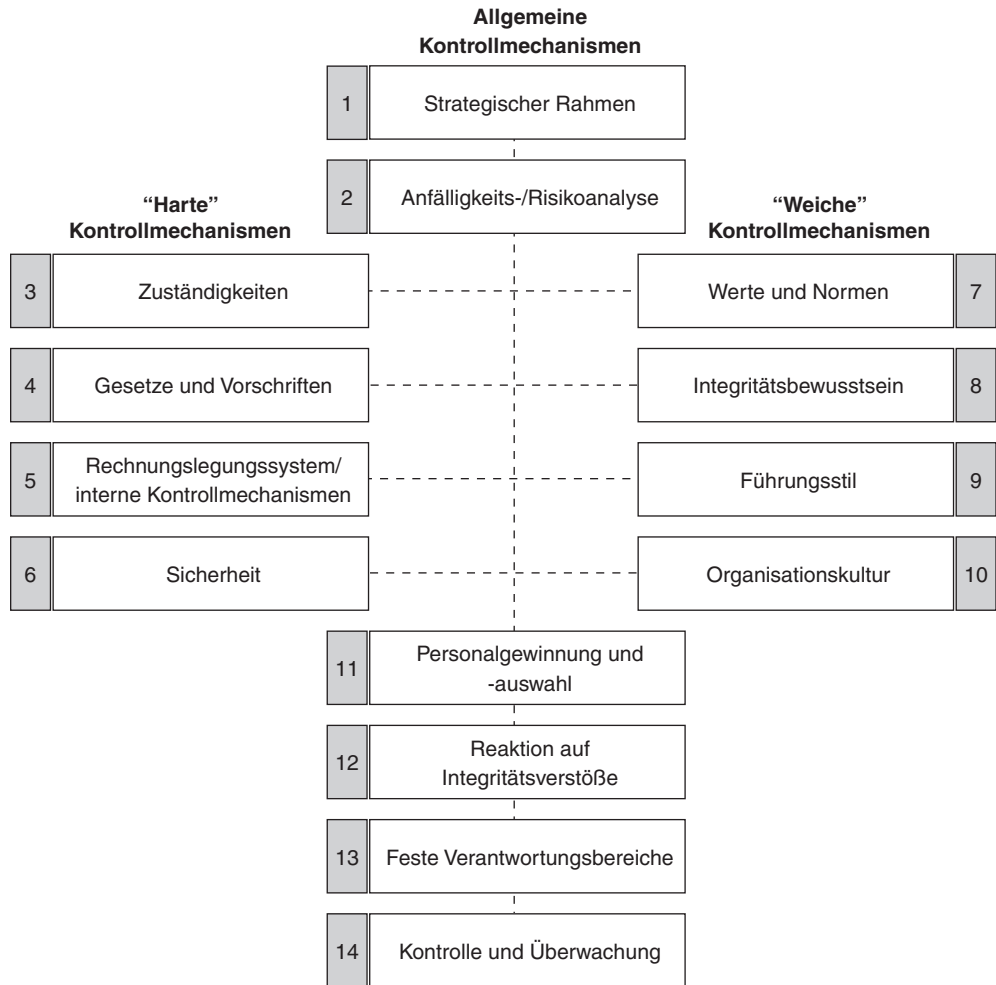 Allgemeine
Kontrollmechanismen
1 Strategischer Rahmen
2 Anfälligkeits-/Risikoanalyse
“Harte”
Kontrollmechanismen
“Weiche”
Kontrollmechanismen
3 Zuständigkeiten
Werte und Normen 7
4 Gesetze und Vorschriften
Integritätsbewusstsein 8
5 Rechnungslegungssystem/
interne Kontrollmechanismen
Führungsstil 9
6 Sicherheit
Organisationskultur 10
11 Personalgewinnung und
-auswahl
12 Reaktion auf
Integritätsverstöße
13 Feste Verantwortungsbereiche
14 Kontrolle und Überwachung